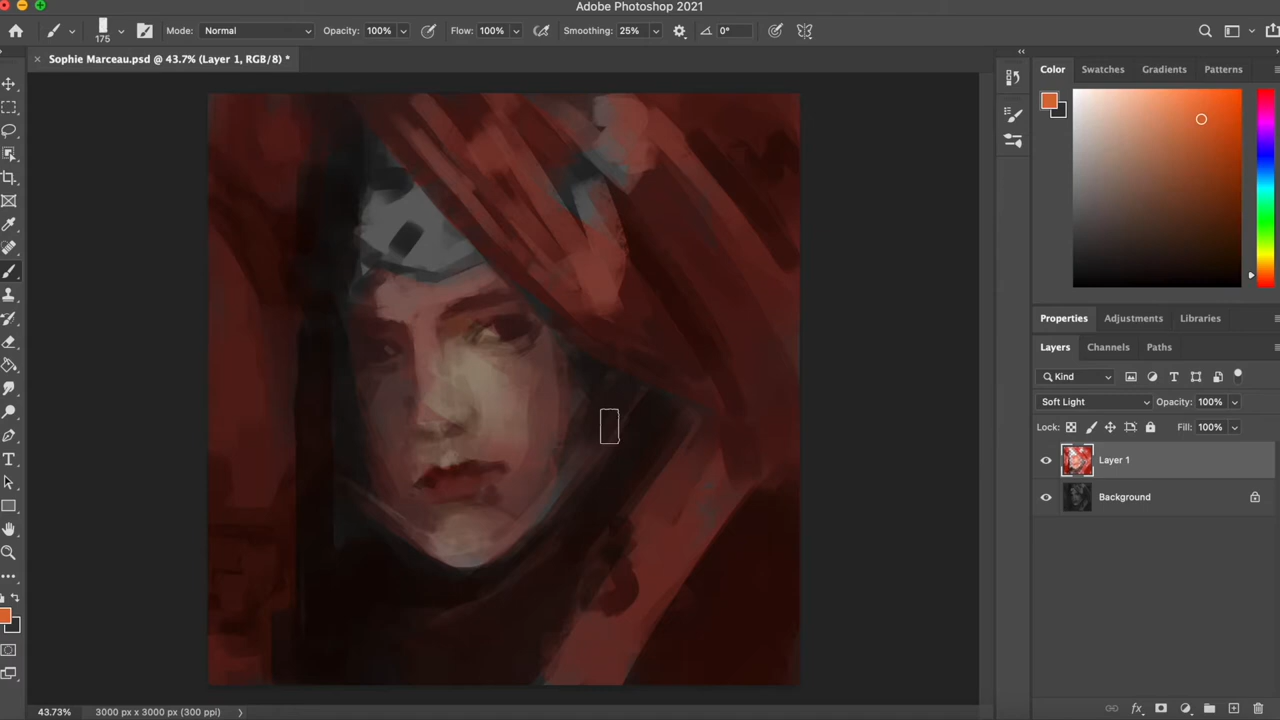 Adobe Photoshop 2021
175 Mode: Normal Opacity: 100% Flow: 100% Smoothing: 25% 0°
Sophie Marceau.psd @ 43.7% (Layer 1, RGB/8) *
Color Swatches Gradients Patterns
Properties Adjustments Libraries
Layers Channels Paths
Kind
Soft Light Opacity: 100%
Lock: Fill: 100%
Layer 1
Background
43.73% 3000 px x 3000 px (300 ppi)